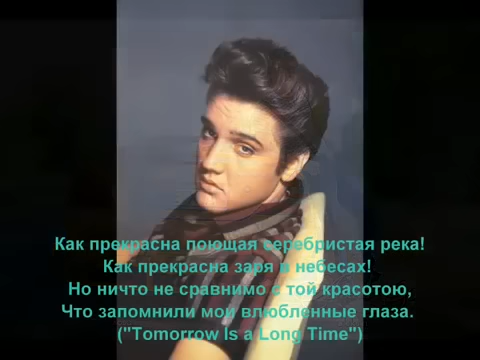 Как прекрасна поющая серебристая река!
Как прекрасна заря в небесах!
Но ничто не сравнимо с той красотою,
Что запомнили мои влюбленные глаза.
("Tomorrow Is a Long Time")